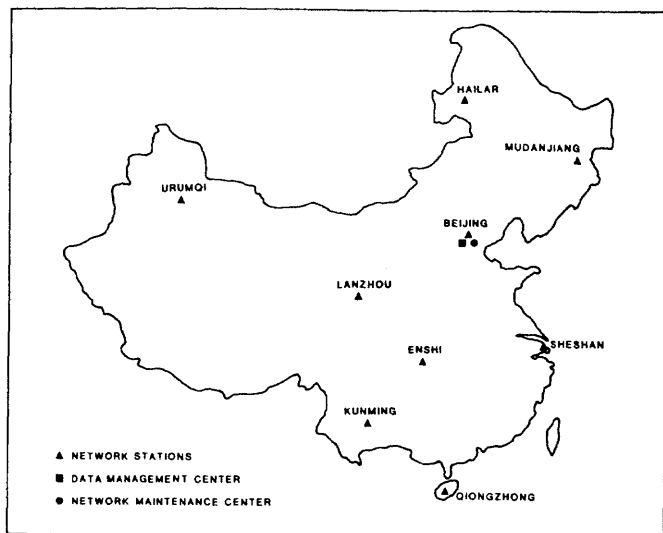 HAILAR
MUDANJIANG
URUMQI
BEIJING
LANZHOU
SHESHAN
ENSHI
KUNMING
NETWORK STATIONS
DATA MANAGEMENT CENTER
NETWORK MAINTENANCE CENTER
QIONGZHONG